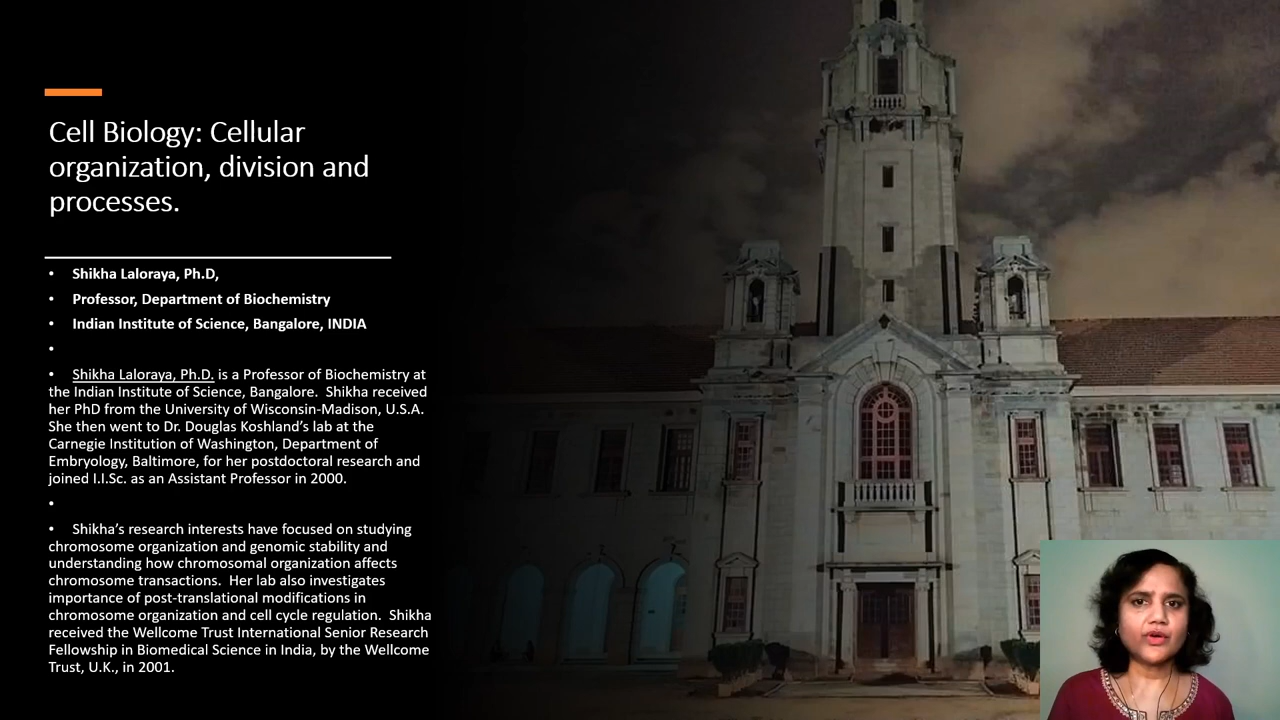 Cell Biology: Cellular
organization, division and
processes.
• Shikha Laloraya, Ph.D,
• Professor, Department of Biochemistry
• Indian Institute of Science, Bangalore, INDIA
•
• Shikha Laloraya, Ph.D. is a Professor of Biochemistry at
the Indian Institute of Science, Bangalore. Shikha received
her PhD from the University of Wisconsin-Madison, U.S.A.
She then went to Dr. Douglas Koshland’s lab at the
Carnegie Institution of Washington, Department of
Embryology, Baltimore, for her postdoctoral research and
joined I.I.Sc. as an Assistant Professor in 2000.
•
• Shikha’s research interests have focused on studying
chromosome organization and genomic stability and
understanding how chromosomal organization affects
chromosome transactions. Her lab also investigates
importance of post-translational modifications in
chromosome organization and cell cycle regulation. Shikha
received the Wellcome Trust International Senior Research
Fellowship in Biomedical Science in India, by the Wellcome
Trust, U.K., in 2001.